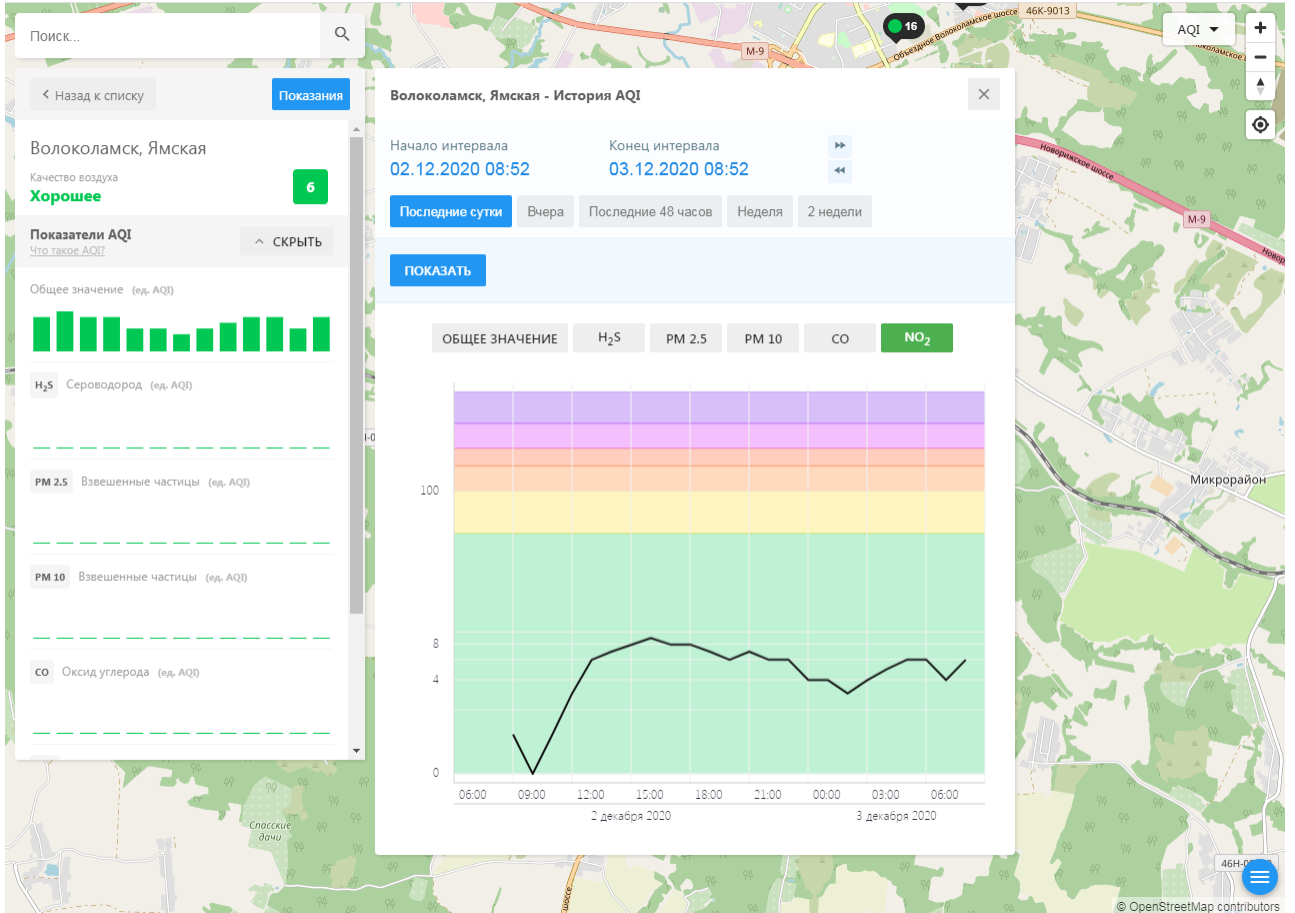 Поиск...
16
46К-9013
Объездное Волоколамское шоссе
М-9
AQI
Назад к списку
Показания
Волоколамск, Ямская
Качество воздуха
Хорошее
6
Показатели AQI
Что такое AQI?
СКРЫТЬ
Общее значение (ед. AQI)
H2S Сероводород (ед. AQI)
PM 2.5 Взвешенные частицы (ед. AQI)
PM 10 Взвешенные частицы (ед. AQI)
CO Оксид углерода (ед. AQI)
Волоколамск, Ямская - История AQI
Начало интервала
Конец интервала
02.12.2020 08:52
03.12.2020 08:52
Последние сутки
Вчера
Последние 48 часов
Неделя
2 недели
ПОКАЗАТЬ
ОБЩЕЕ ЗНАЧЕНИЕ
H2S
PM 2.5
PM 10
CO
NO2
100
8
4
0
06:00 09:00 12:00 15:00 18:00 21:00 00:00 03:00 06:00
2 декабря 2020
3 декабря 2020
Новорижское шоссе
М-9
Микрорайон
Спасские
дачи
шоссе
© OpenStreetMap contributors